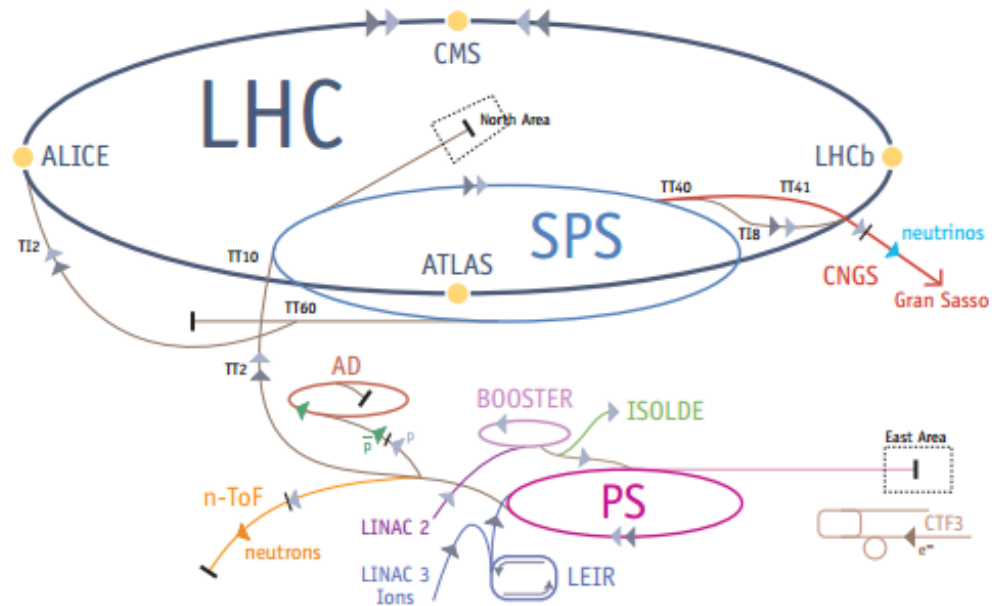 CMS
LHC
North Area
ALICE
LHCb
TT40
TT41
SPS
TI8
neutrinos
TI2
TT10
ATLAS
CNGS
Gran Sasso
TT60
TT2
AD
BOOSTER
ISOLDE
p
p
East Area
n-ToF
PS
LINAC 2
CTF3
neutrons
e-
LINAC 3
Ions
LEIR